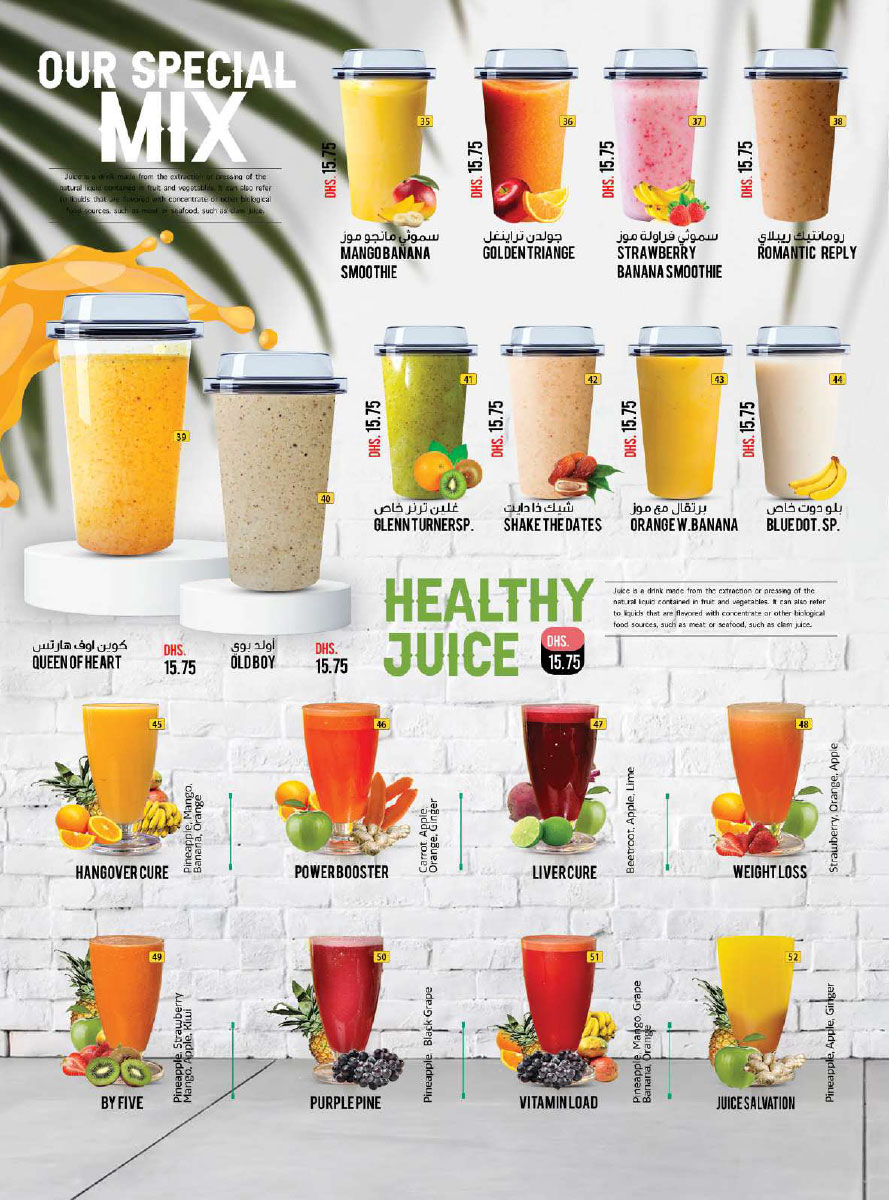 OUR SPECIAL
MIX
Juice is a drink made from the extraction or pressing of the
natural liquid contained in fruit and vegetables. It can also refer
to liquids that are flavored with concentrate or other biological
food sources, such as meat or seafood, such as clam juice.
35
DHS. 15.75
سموثي مانجو موز
MANGO BANANA
SMOOTHIE
36
DHS. 15.75
جولدن تراينغل
GOLDEN TRIANGE
37
DHS. 15.75
سموثي فراولة موز
STRAWBERRY
BANANA SMOOTHIE
38
DHS. 15.75
رومانتيك ريبلاي
ROMANTIC REPLY
39
كوين اوف هارتس
QUEEN OF HEART
DHS.
15.75
40
أولد بوي
OLD BOY
DHS.
15.75
41
DHS. 15.75
غلين ترنر خاص
GLENN TURNER SP.
42
DHS. 15.75
شيك ذا دايت
SHAKE THE DATES
43
DHS. 15.75
برتقال مع موز
ORANGE W. BANANA
44
DHS. 15.75
بلو دوت خاص
BLUE DOT. SP.
HEALTHY
JUICE
DHS.
15.75
Juice is a drink made from the extraction or pressing of the
natural liquid contained in fruit and vegetables. It can also refer
to liquids that are flavored with concentrate or other biological
food sources, such as meat or seafood, such as clam juice.
45
Pineapple, Mango,
Banana, Orange
HANGOVER CURE
46
Carrot, Apple,
Orange, Ginger
POWER BOOSTER
47
Beetroot, Apple, Lime
LIVER CURE
48
Strawberry, Orange, Apple
WEIGHT LOSS
49
Pineapple, Strawberry
Mango, Apple, Kiwi
BY FIVE
50
Pineapple, Black Grape
PURPLE PINE
51
Pineapple, Mango, Grape
Banana, Orange
VITAMIN LOAD
52
Pineapple, Apple, Ginger
JUICE SALVATION